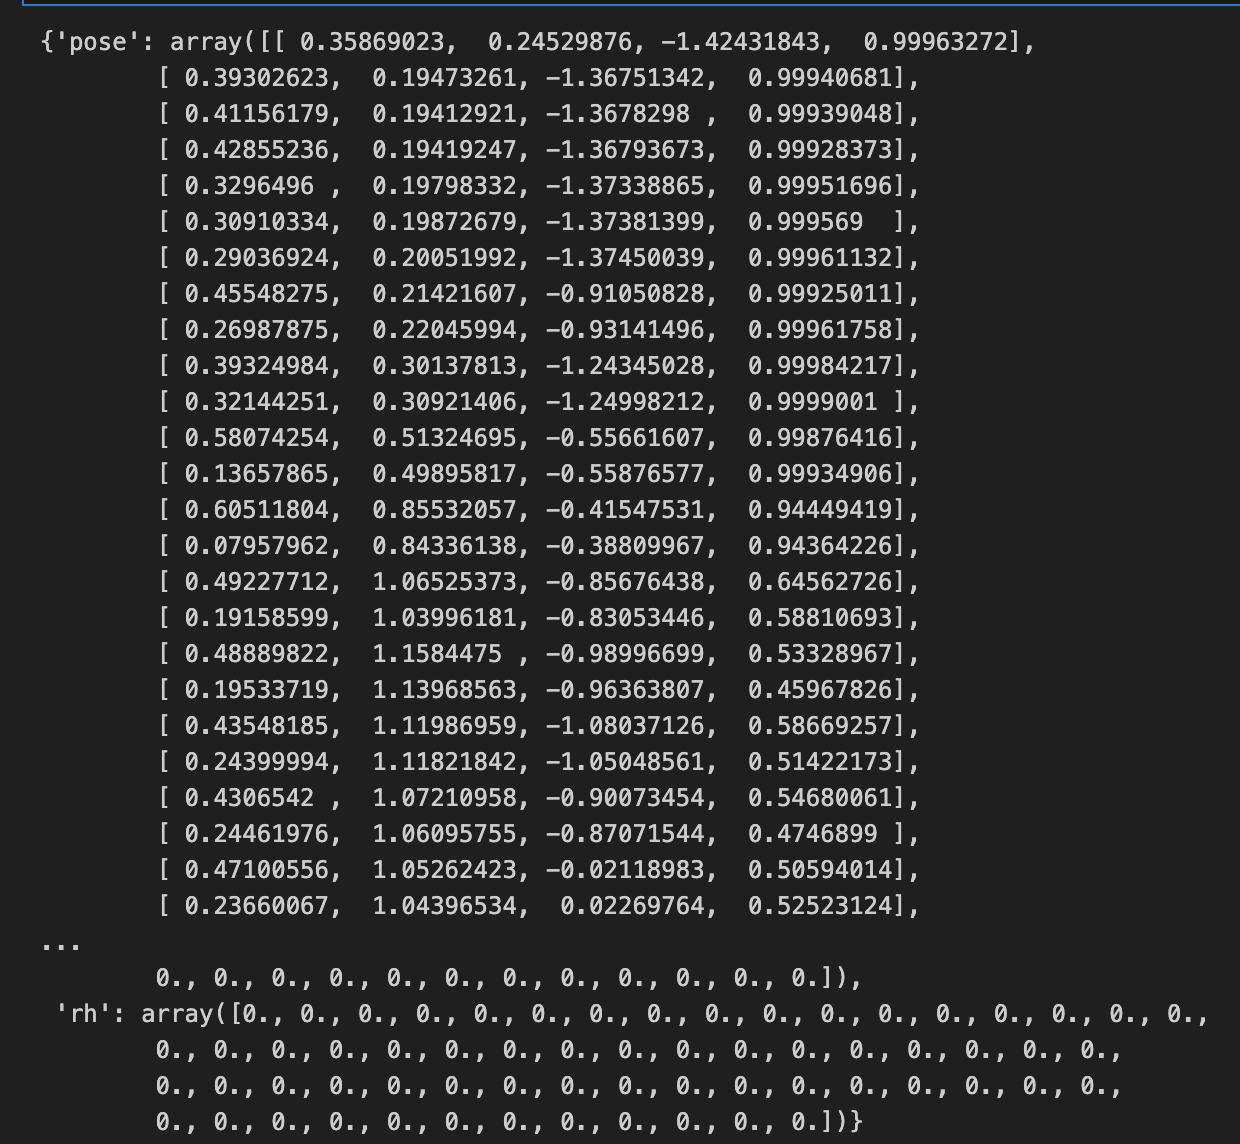 {'pose': array([[ 0.35869023,  0.24529876, -1.42431843,  0.99963272],
        [ 0.39302623,  0.19473261, -1.36751342,  0.99940681],
        [ 0.41156179,  0.19412921, -1.3678298 ,  0.99939048],
        [ 0.42855236,  0.19419247, -1.36793673,  0.99928373],
        [ 0.3296496 ,  0.19798332, -1.37338865,  0.99951696],
        [ 0.30910334,  0.19872679, -1.37381399,  0.999569  ],
        [ 0.29036924,  0.20051992, -1.37450039,  0.99961132],
        [ 0.45548275,  0.21421607, -0.91050828,  0.99925011],
        [ 0.26987875,  0.22045994, -0.93141496,  0.99961758],
        [ 0.39324984,  0.30137813, -1.24345028,  0.99984217],
        [ 0.32144251,  0.30921406, -1.24998212,  0.9999001 ],
        [ 0.58074254,  0.51324695, -0.55661607,  0.99876416],
        [ 0.13657865,  0.49895817, -0.55876577,  0.99934906],
        [ 0.60511804,  0.85532057, -0.41547531,  0.94449419],
        [ 0.07957962,  0.84336138, -0.38809967,  0.94364226],
        [ 0.49227712,  1.06525373, -0.85676438,  0.64562726],
        [ 0.19158599,  1.03996181, -0.83053446,  0.58810693],
        [ 0.48889822,  1.1584475 , -0.98996699,  0.53328967],
        [ 0.19533719,  1.13968563, -0.96363807,  0.45967826],
        [ 0.43548185,  1.11986959, -1.08037126,  0.58669257],
        [ 0.24399994,  1.11821842, -1.05048561,  0.51422173],
        [ 0.4306542 ,  1.07210958, -0.90073454,  0.54680061],
        [ 0.24461976,  1.06095755, -0.87071544,  0.4746899 ],
        [ 0.47100556,  1.05262423, -0.02118983,  0.50594014],
        [ 0.23660067,  1.04396534,  0.02269764,  0.52523124],
...
        0., 0., 0., 0., 0., 0., 0., 0., 0., 0., 0., 0.]),
 'rh': array([0., 0., 0., 0., 0., 0., 0., 0., 0., 0., 0., 0., 0., 0., 0., 0., 0.,
        0., 0., 0., 0., 0., 0., 0., 0., 0., 0., 0., 0., 0., 0., 0., 0., 0.,
        0., 0., 0., 0., 0., 0., 0., 0., 0., 0., 0., 0., 0., 0., 0., 0., 0.,
        0., 0., 0., 0., 0., 0., 0., 0., 0., 0., 0., 0.])}